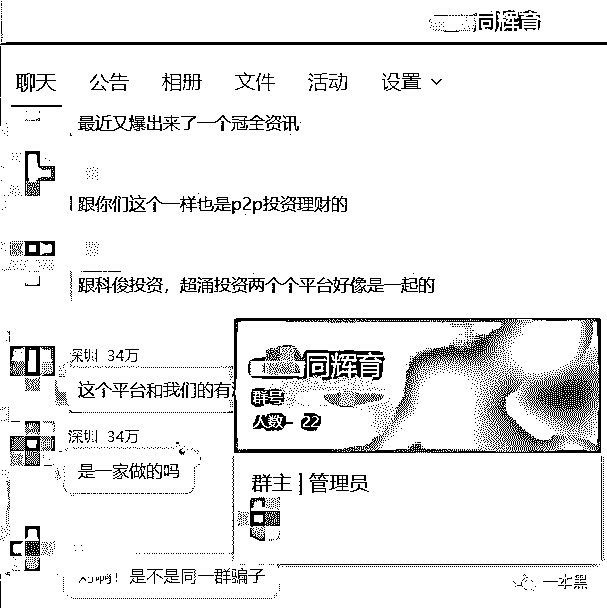 同辉育
聊天 公告 相册 文件 活动 设置
最近又爆出来了一个冠全资讯
跟你们这个一样也是p2p投资理财的
跟科俊投资，超涌投资两个个平台好像是一起的
深圳 34万
这个平台和我们的有
深圳 34万
是一家做的吗
是不是同一群骗子
同辉育
群号
人数- 22
群主 | 管理员
一本黑